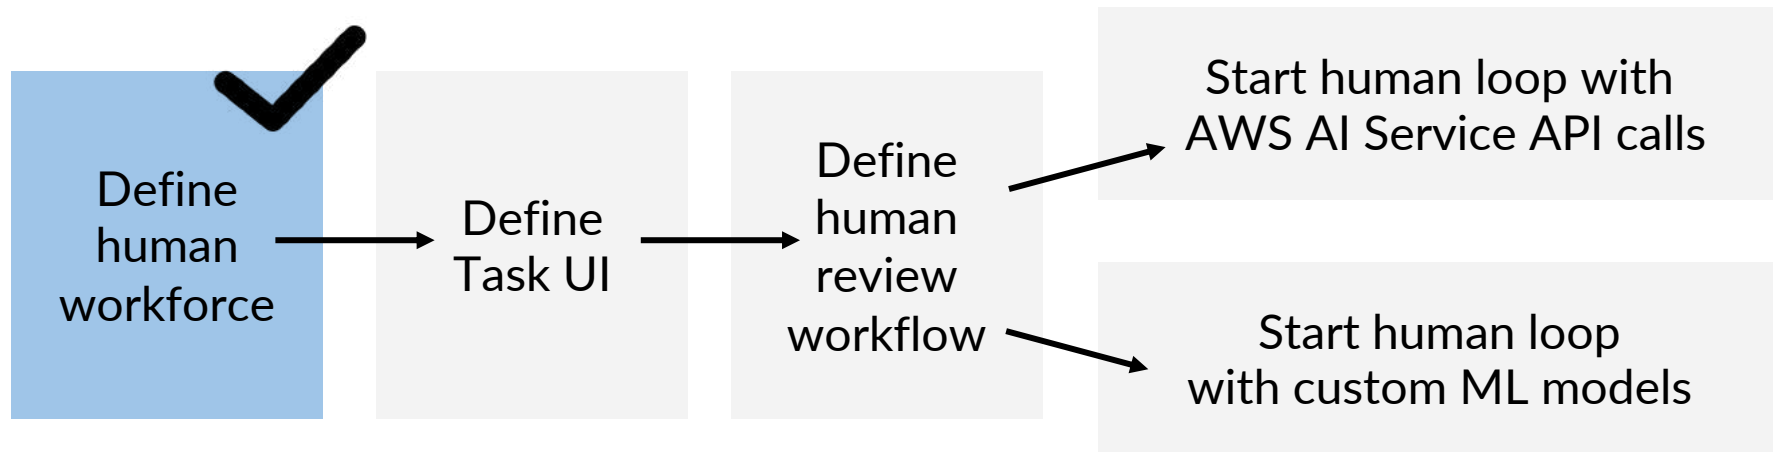 Define
human
workforce
Define
Task UI
Define
human
review
workflow
Start human loop with
AWS AI Service API calls
Start human loop
with custom ML models